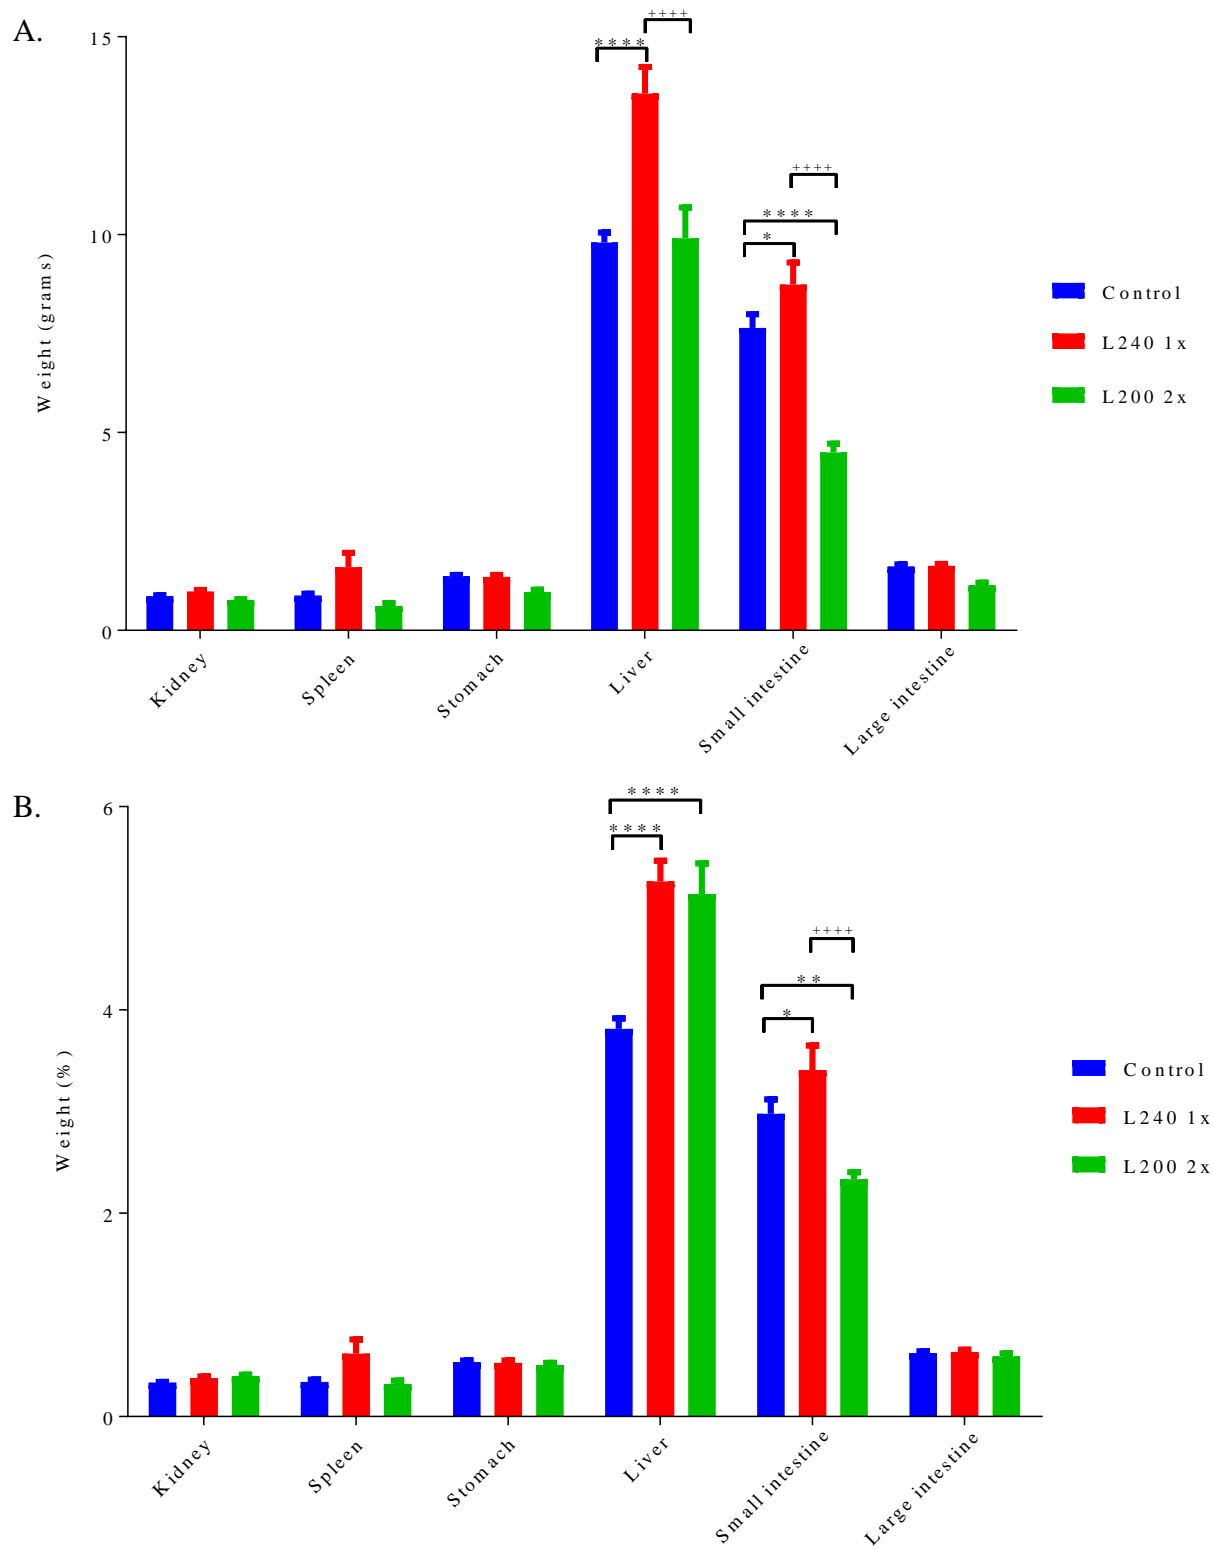 A.
++++
15
****
++++
****
*
10
Weight (grams)
Control
L240 1x
L200 2x
5
0
Kidney
Spleen
Stomach
Liver
Small intestine
Large intestine
B.
6
****
****
++++
**
*
4
Weight (%)
Control
L240 1x
L200 2x
2
0
Kidney
Spleen
Stomach
Liver
Small intestine
Large intestine